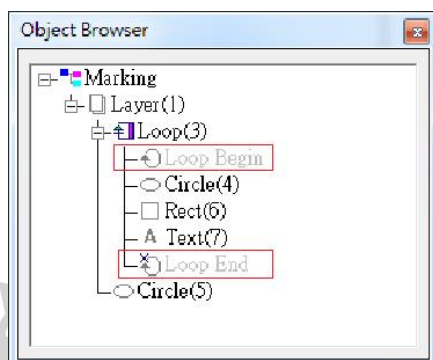 Object Browser
Marking
Layer(1)
Loop(3)
Loop Begin
Circle(4)
Rect(6)
A Text(7)
Loop End
Circle(5)